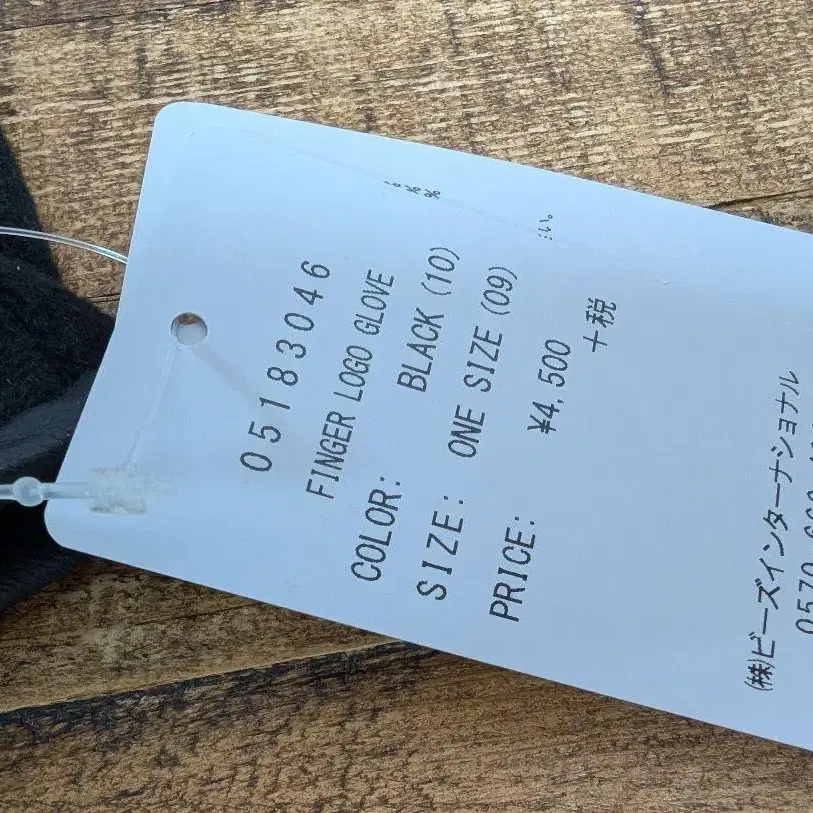 05183046
FINGER LOGO GLOVE
COLOR: BLACK (10)
SIZE: ONE SIZE (09)
PRICE: ¥4,500
+税
(株)ビーズインターナショナル